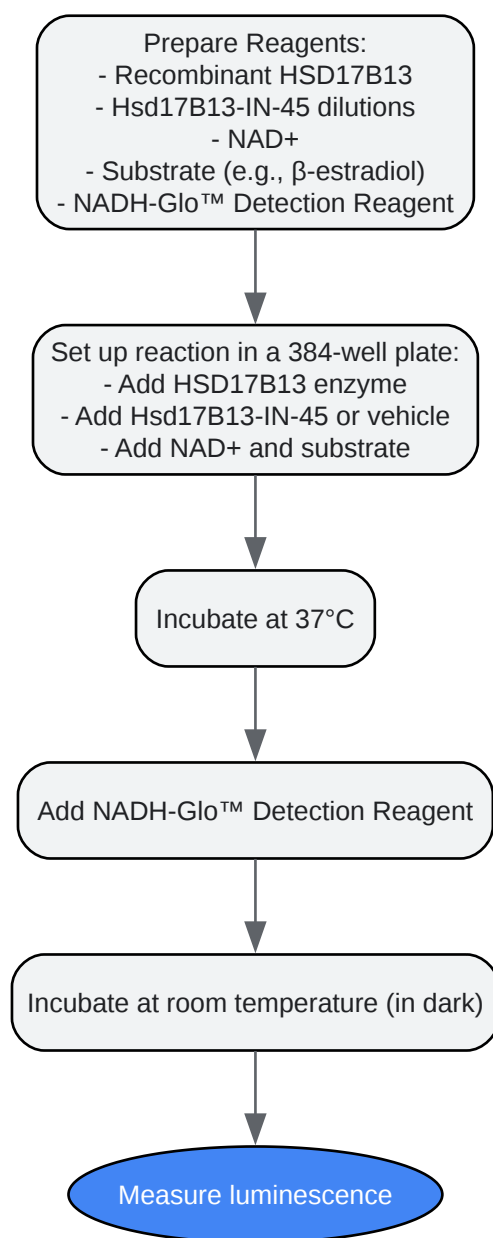 Prepare Reagents:
- Recombinant HSD17B13
- Hsd17B13-IN-45 dilutions
- NAD+
- Substrate (e.g., β-estradiol)
- NADH-Glo™ Detection Reagent
Set up reaction in a 384-well plate:
- Add HSD17B13 enzyme
- Add Hsd17B13-IN-45 or vehicle
- Add NAD+ and substrate
Incubate at 37°C
Add NADH-Glo™ Detection Reagent
Incubate at room temperature (in dark)
Measure luminescence